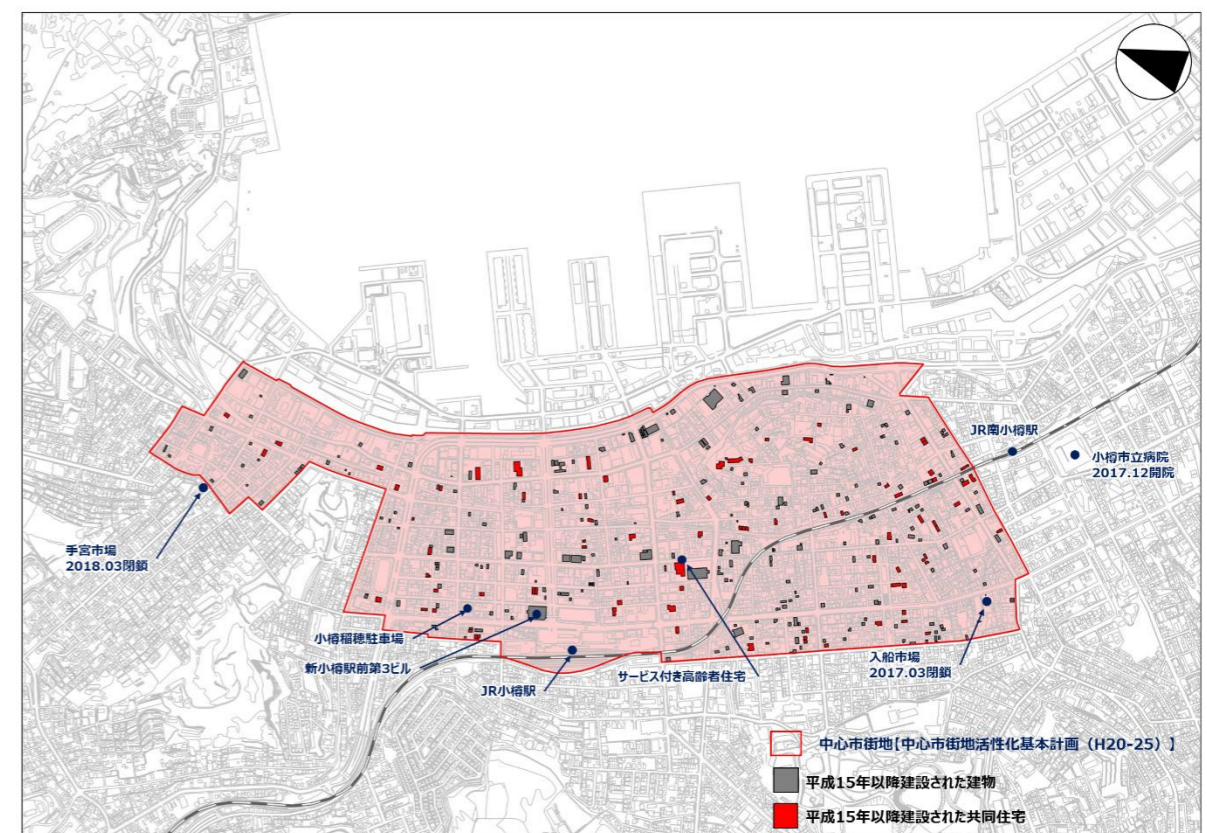 JR南小樽駅
小樽市立病院
2017.12開院
手宮市場
2018.03閉鎖
小樽稲穂駐車場
新小樽駅前第3ビル
JR小樽駅
サービス付き高齢者住宅
入船市場
2017.03閉鎖
中心市街地【中心市街地活性化基本計画（H20-25）】
平成15年以降建設された建物
平成15年以降建設された共同住宅